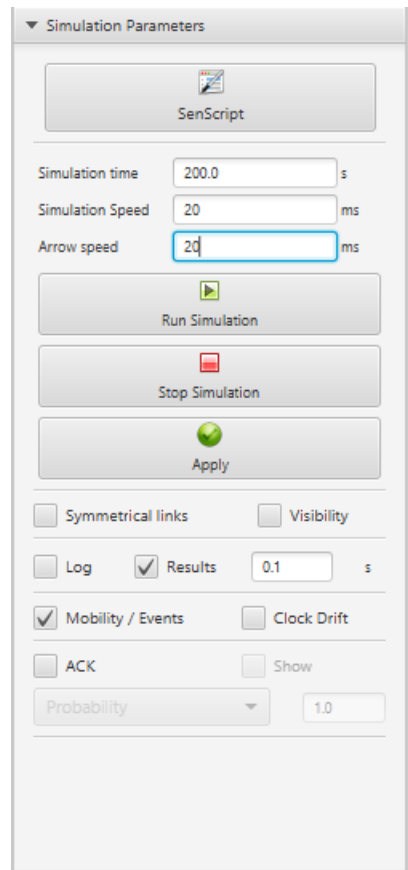 Simulation Parameters
SenScript
Simulation time 200.0 s
Simulation Speed 20 ms
Arrow speed 20 ms
Run Simulation
Stop Simulation
Apply
Symmetrical links Visibility
Log Results 0.1 s
Mobility / Events Clock Drift
ACK Show
Probability 1.0